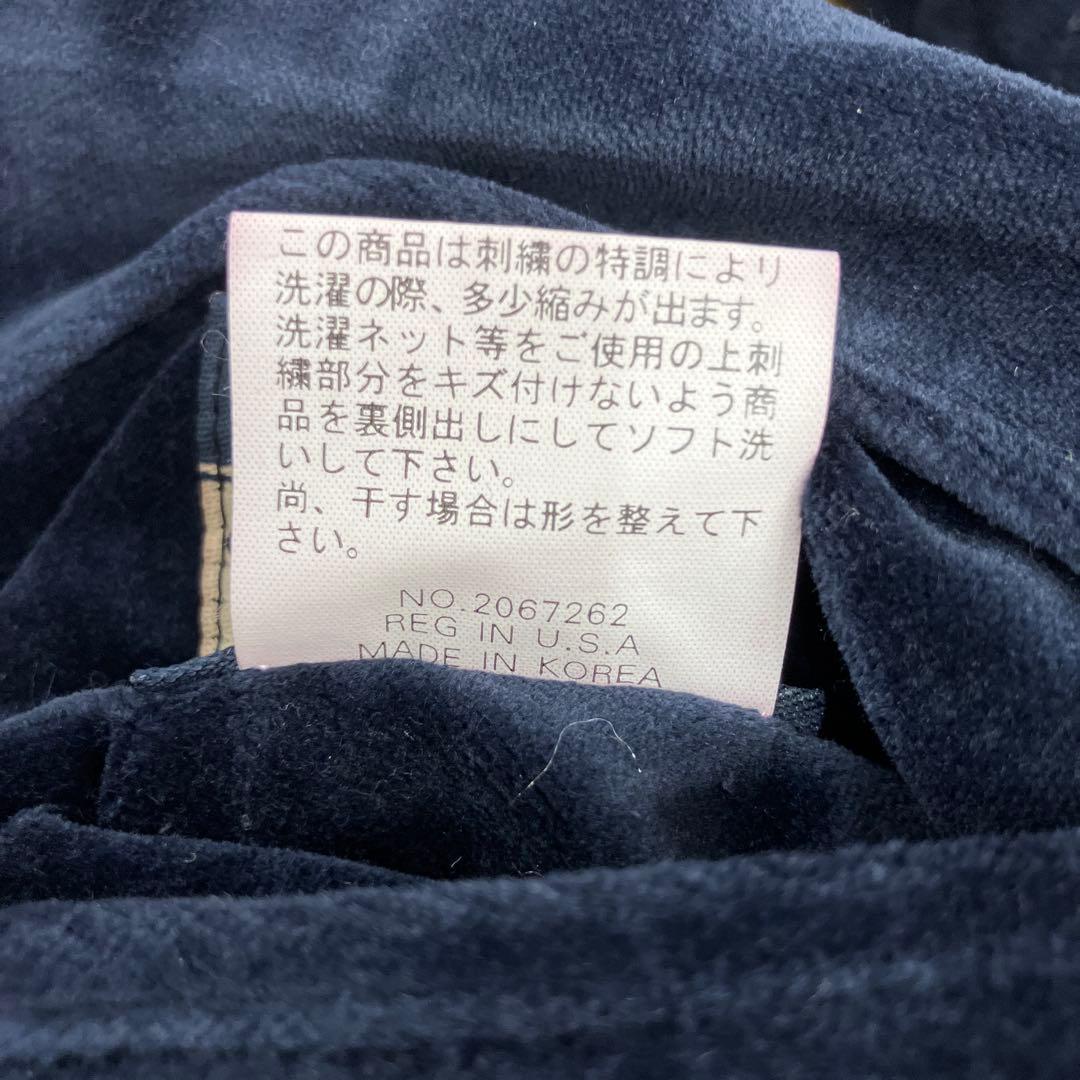 この商品は刺繍の特調により
洗濯の際、多少縮みが出ます。
洗濯ネット等をご使用の上刺
繍部分をキズ付けないよう商
品を裏側出しにしてソフト洗
いして下さい。
尚、干す場合は形を整えて下
さい。
NO.2067262
REG IN U.S.A
MADE IN KOREA